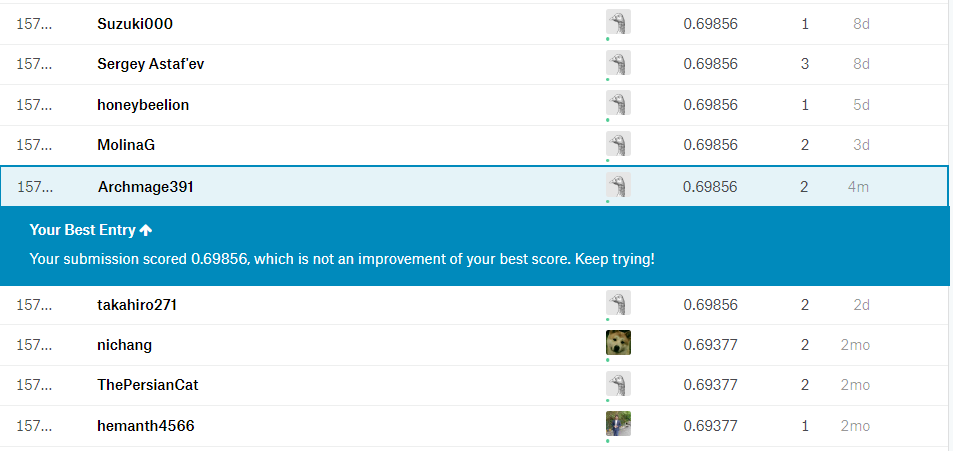 157... Suzuki000 0.69856 1 8d
157... Sergey Astaf'ev 0.69856 3 8d
157... honeybeelion 0.69856 1 5d
157... MolinaG 0.69856 2 3d
157... Archmage391 0.69856 2 4m
Your Best Entry ↑
Your submission scored 0.69856, which is not an improvement of your best score. Keep trying!
157... takahiro271 0.69856 2 2d
157... nichang 0.69377 2 2mo
157... ThePersianCat 0.69377 2 2mo
157... hemanth4566 0.69377 1 2mo